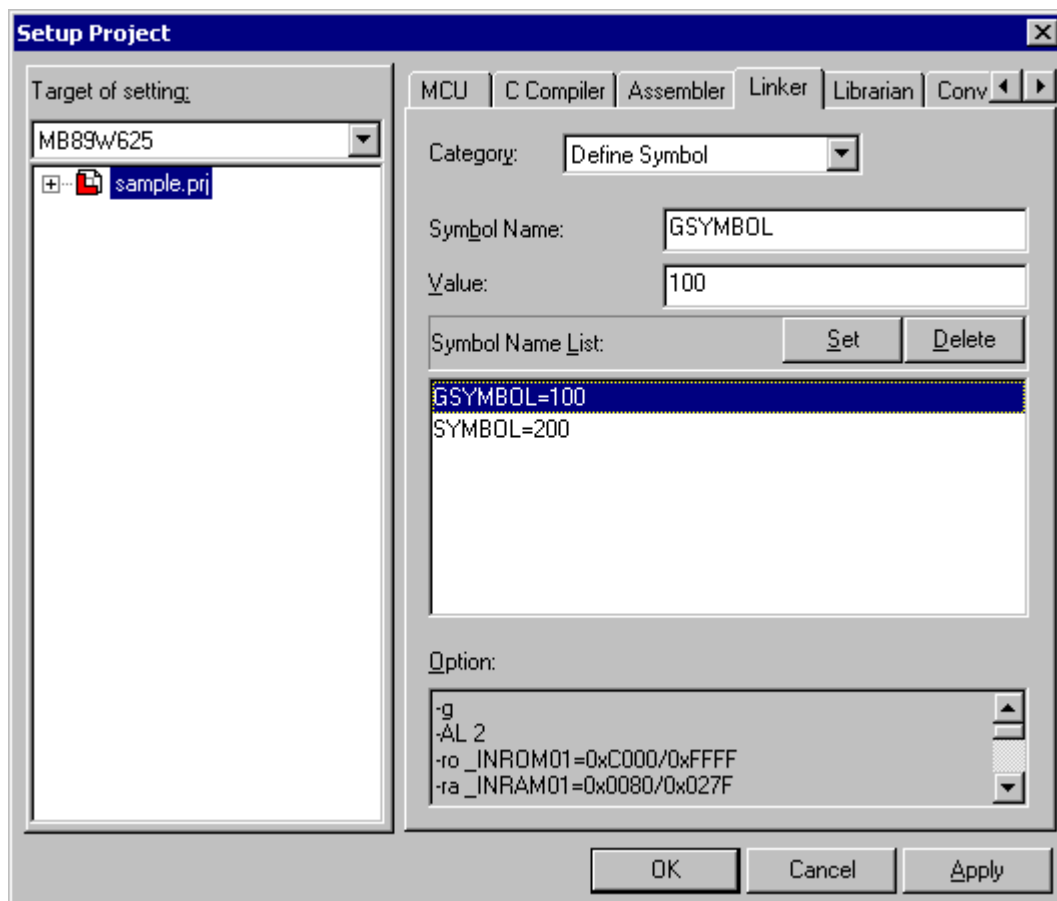 Setup Project
Target of setting:
MB89W625
sample.prj
MCU
C Compiler
Assembler
Linker
Librarian
Conv
Category:
Define Symbol
Symbol Name:
GSYMBOL
Value:
100
Symbol Name List:
Set
Delete
GSYMBOL=100
SYMBOL=200
Option:
-g
-AL 2
-ro _INROM01=0xC000/0xFFFF
-ra _INRAM01=0x0080/0x027F
OK
Cancel
Apply